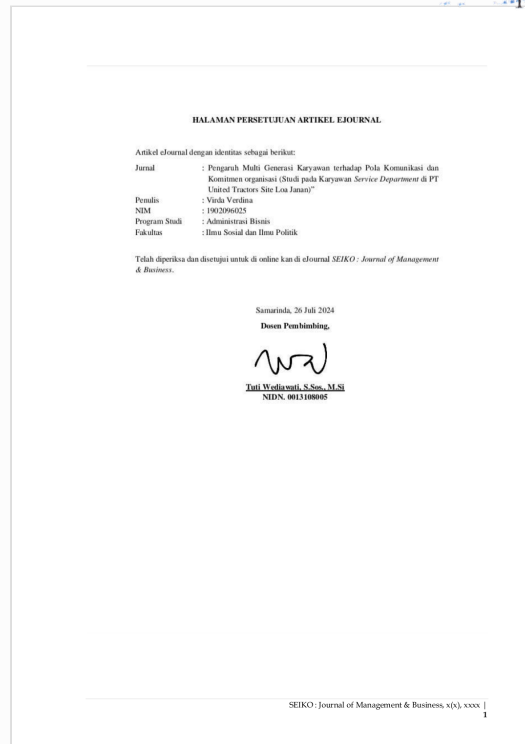 1
HALAMAN PERSETUJUAN ARTIKEL EJOURNAL
Artikel eJournal dengan identitas sebagai berikut:
Jurnal : Pengaruh Multi Generasi Karyawan terhadap Pola Komunikasi dan
Komitmen organisasi (Studi pada Karyawan Service Department di PT
United Tractors Site Loa Janan)"
Penulis : Virda Verdina
NIM : 1902096025
Program Studi : Administrasi Bisnis
Fakultas : Ilmu Sosial dan Ilmu Politik
Telah diperiksa dan disetujui untuk di online kan di eJournal SEIKO : Journal of Management
& Business.
Samarinda, 26 Juli 2024
Dosen Pembimbing,
Tuti Wediawati, S.Sos., M.Si
NIDN. 0013108005
SEIKO : Journal of Management & Business, x(x), xxxx |
1